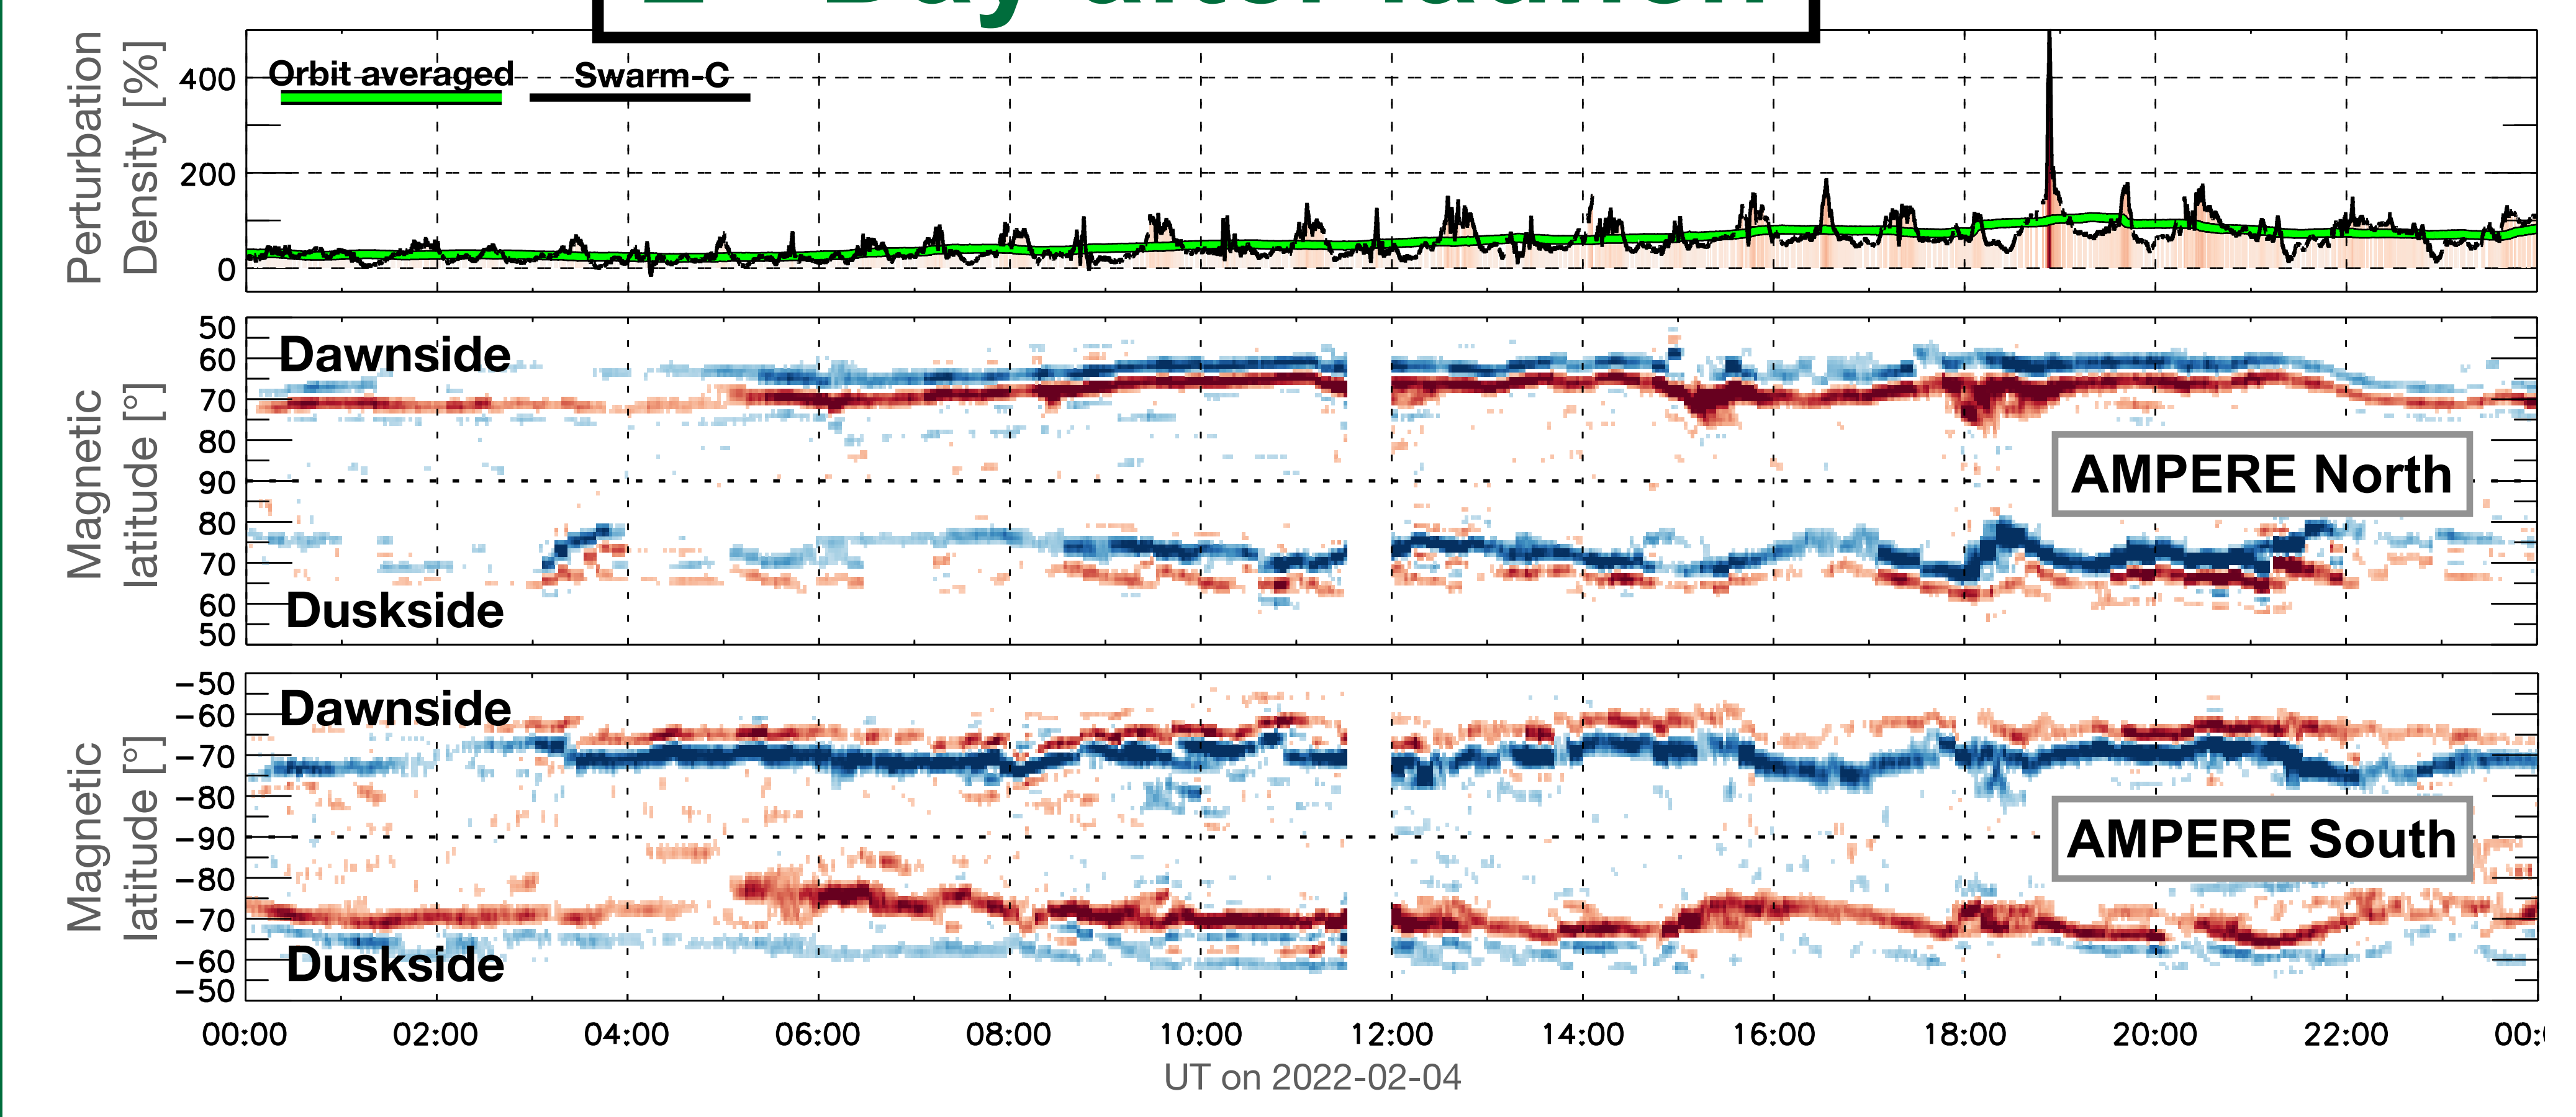 Day after launch
Perturbation
Density [%]
400
200
0
Orbit averaged
Swarm-C
Magnetic
latitude [°]
50
60
70
80
90
80
70
60
50
Dawnside
AMPERE North
Duskside
Magnetic
latitude [°]
−50
−60
−70
−80
−90
−80
−70
−60
−50
Dawnside
AMPERE South
Duskside
00:00 02:00 04:00 06:00 08:00 10:00 12:00 14:00 16:00 18:00 20:00 22:00
UT on 2022-02-04